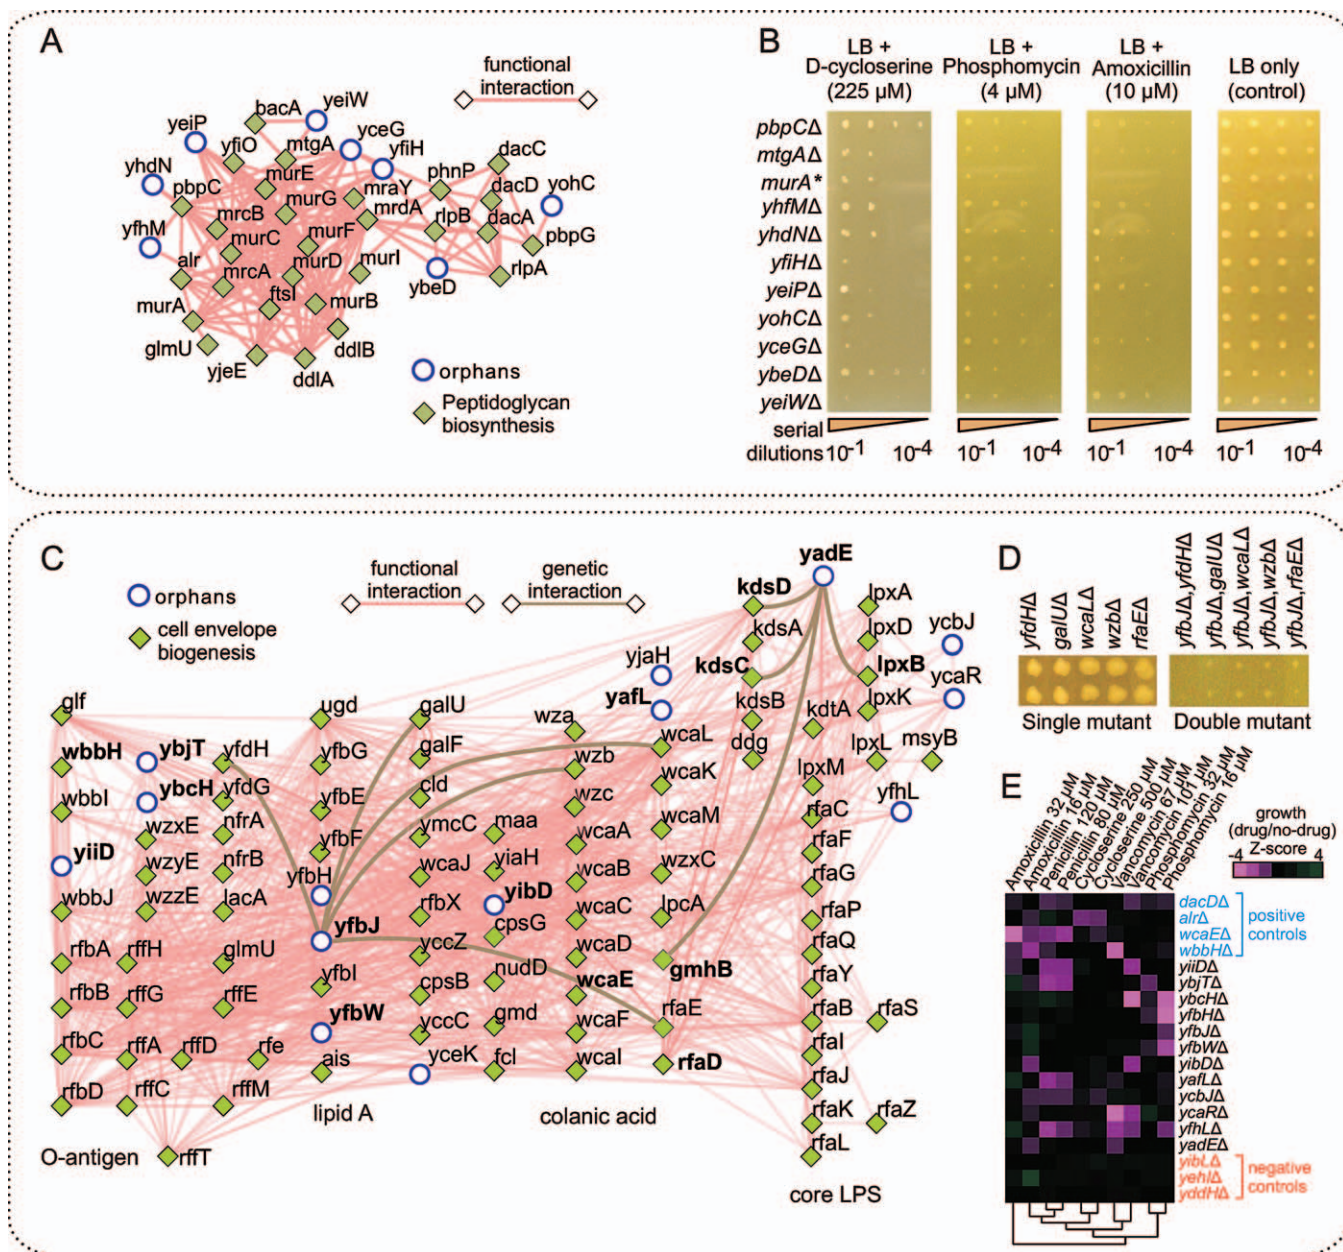 A
functional
interaction
bacA
yeiW
yeiP
yfiO
mtgA
yceG
yfiH
yhdN
pbpC
murE
phnP
dacC
mrcB
murG
mraY
mrdA
dacD
yohC
yfhM
murC
murF
rlpB
dacA
alr
mrcA
murD
murI
pbpG
murA
ftsI
murB
ybeD
rlpA
glmU
yjeE
ddlA
ddlB
orphans
Peptidoglycan
biosynthesis
B
LB +
D-cycloserine
(225 µM)
LB +
Phosphomycin
(4 µM)
LB +
Amoxicillin
(10 µM)
LB only
(control)
pbpCΔ
mtgAΔ
murA*
yhfMΔ
yhdNΔ
yfiHΔ
yeiPΔ
yohCΔ
yceGΔ
ybeDΔ
yeiWΔ
serial
dilutions
10-1 10-4
10-1 10-4
10-1 10-4
10-1 10-4
C
orphans
cell envelope
biogenesis
functional
interaction
genetic
interaction
glf
wbbH
wbbI
yiiD
wbbJ
rfbA
rfbB
rfbC
rfbD
ybjT
ybcH
wzxE
wzyE
wzzE
rffH
rffG
rffA
rffC
rffD
yfdH
yfdG
nfrA
nfrB
lacA
glmU
rffE
rfe
rffM
rffT
O-antigen
ugd
yfbG
yfbE
yfbF
yfbH
yfbJ
yfbI
yfbW
ais
lipid A
galU
galF
cld
ymcC
wcaJ
rfbX
yccZ
cpsB
yccC
yceK
maa
yiaH
yibD
cpsG
nudD
gmd
fcl
wza
wzb
wzc
wcaA
wcaB
wcaC
wcaD
wcaE
wcaF
wcaI
colanic acid
yjaH
yafL
wcaL
wcaK
wcaM
wzxC
lpcA
gmhB
rfaE
rfaD
yadE
kdsD
kdsA
kdsC
kdsB
ddg
kdtA
lpxA
lpxD
lpxB
lpxK
lpxL
lpxM
msyB
ycbJ
ycaR
yfhL
rfaC
rfaF
rfaG
rfaP
rfaQ
rfaY
rfaB
rfaS
rfaI
rfaJ
rfaK
rfaZ
rfaL
core LPS
D
yfdHΔ
galUΔ
wcaLΔ
wzbΔ
rfaEΔ
Single mutant
yfbJΔ,yfdHΔ
yfbJΔ,galUΔ
yfbJΔ,wcaLΔ
yfbJΔ,wzbΔ
yfbJΔ,rfaEΔ
Double mutant
E
Amoxicillin 32 µM
Amoxicillin 16 µM
Penicillin 120 µM
Penicillin 80 µM
Cycloserine 250 µM
Cycloserine 500 µM
Vancomycin 67 µM
Vancomycin 101 µM
Phosphomycin 32 µM
Phosphomycin 16 µM
growth
(drug/no-drug)
Z-score
-4 4
dacDΔ
alrΔ
wcaEΔ
wbbHΔ
positive
controls
yiiDΔ
ybjTΔ
ybcHΔ
yfbHΔ
yfbJΔ
yfbWΔ
yibDΔ
yafLΔ
ycbJΔ
ycaRΔ
yfhLΔ
yadEΔ
yibLΔ
yehIΔ
yddHΔ
negative
controls